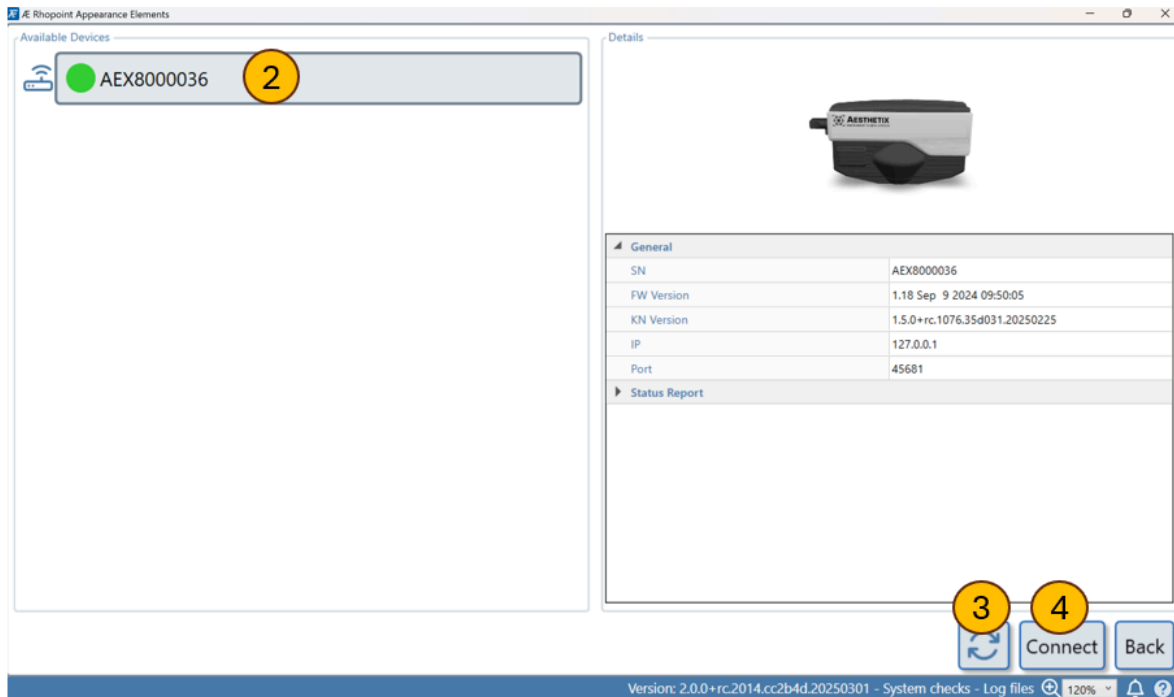 Æ Rhopoint Appearance Elements
Available Devices
AEX8000036
2
Details
AESTHETIX
General
SN AEX8000036
FW Version 1.18 Sep 9 2024 09:50:05
KN Version 1.5.0+rc.1076.35d031.20250225
IP 127.0.0.1
Port 45681
Status Report
3
4
Connect
Back
Version: 2.0.0+rc.2014.cc2b4d.20250301 - System checks - Log files 120%